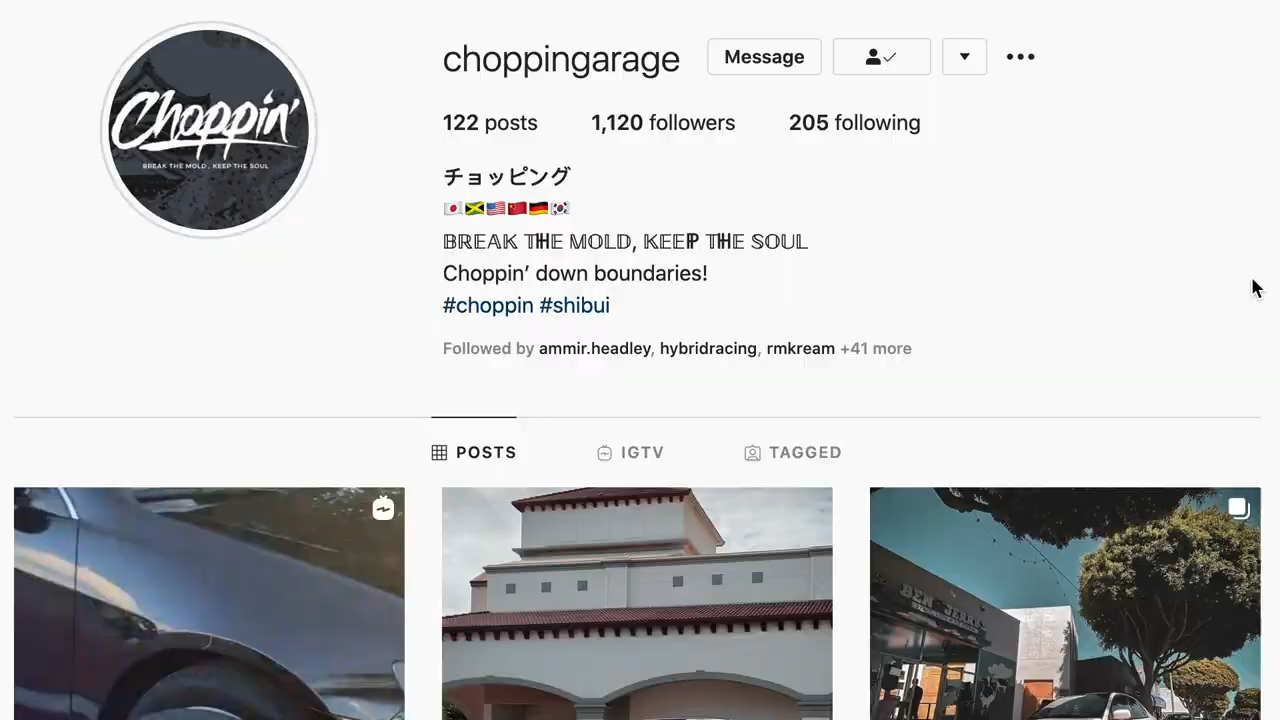 Choppin'
BREAK THE MOLD, KEEP THE SOUL
choppingarage
Message
122 posts
1,120 followers
205 following
チョッピング
🇯🇵🇯🇲🇺🇸🇨🇳🇩🇪🇰🇷
𝔹ℝ𝔼𝔸𝕂 𝕋ℍ𝔼 𝕄𝕆𝕃𝔻, 𝕂𝔼𝔼ℙ 𝕋ℍ𝔼 𝕊𝕆𝕌𝕃
Choppin’ down boundaries!
#choppin #shibui
Followed by ammir.headley, hybridracing, rmkream +41 more
POSTS
IGTV
TAGGED
BEN & JERRY'S